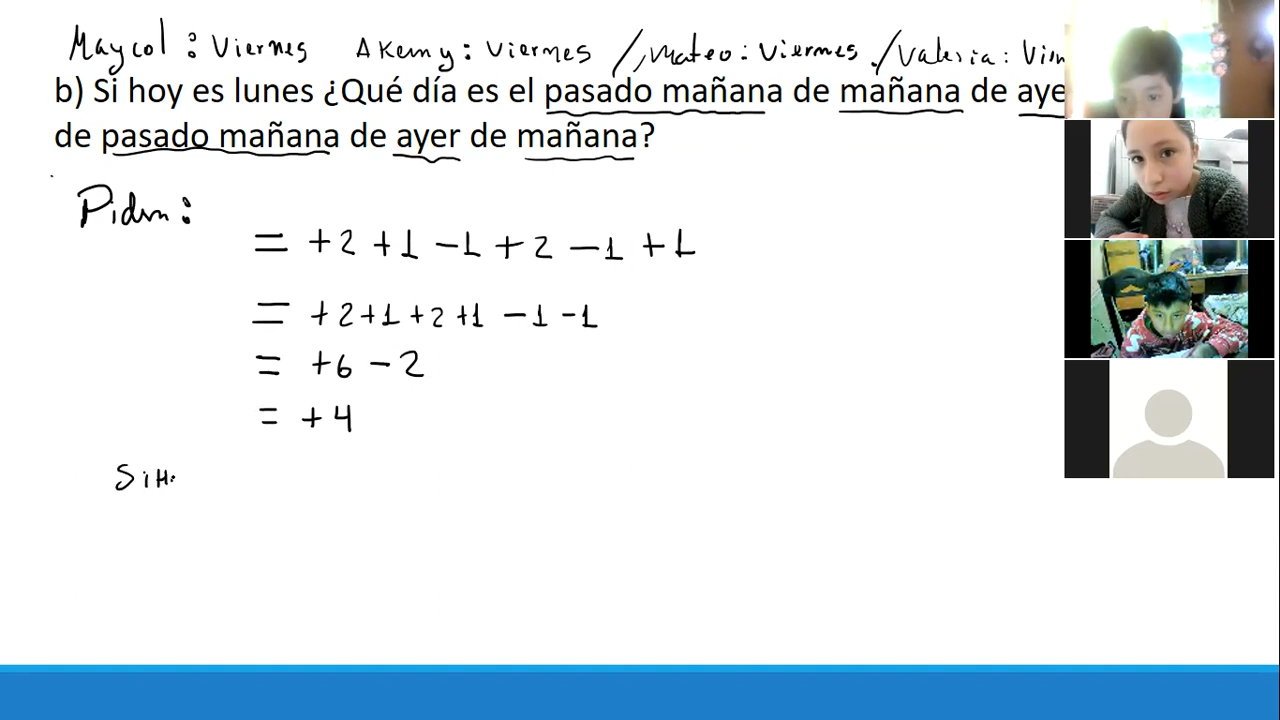 Maycol : Viernes Akemy : Viernes / Mateo : Viernes . / Valeria :
b) Si hoy es lunes ¿Qué día es el pasado mañana de mañana de aye
de pasado mañana de ayer de mañana?
Piden :
= +2 +1 -1 +2 -1 +1
= +2+1+2+1 -1 -1
= +6 -2
= +4
Si H